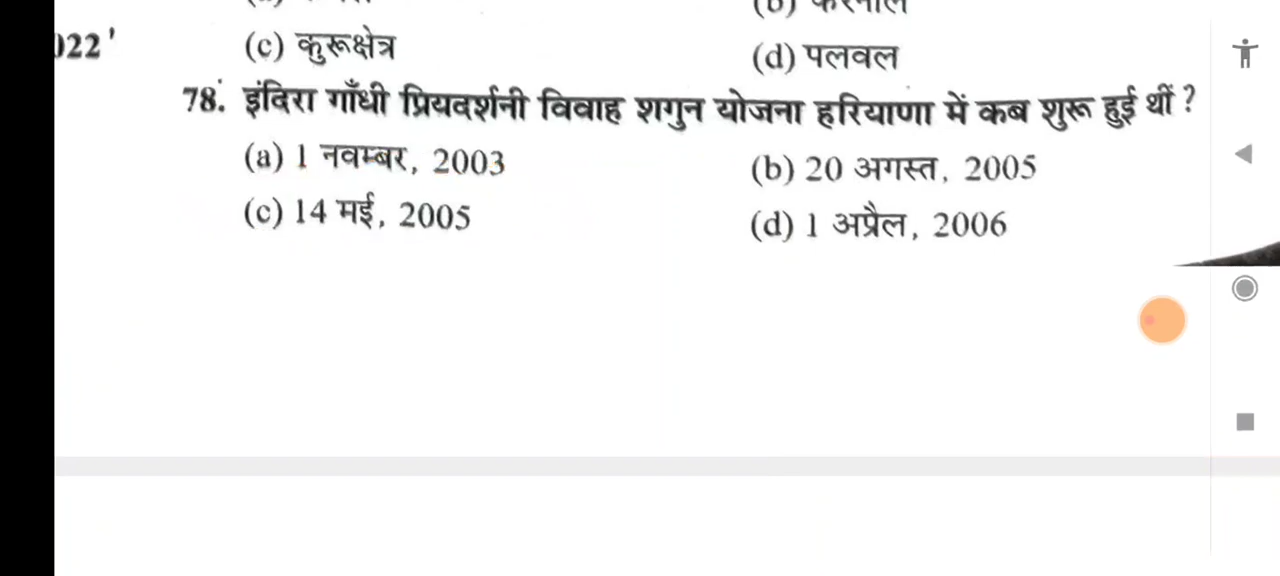 (c) कुरूक्षेत्र
(d) पलवल
78. इंदिरा गाँधी प्रियदर्शनी विवाह शगुन योजना हरियाणा में कब शुरू हुई थीं ?
(a) 1 नवम्बर, 2003
(b) 20 अगस्त, 2005
(c) 14 मई, 2005
(d) 1 अप्रैल, 2006